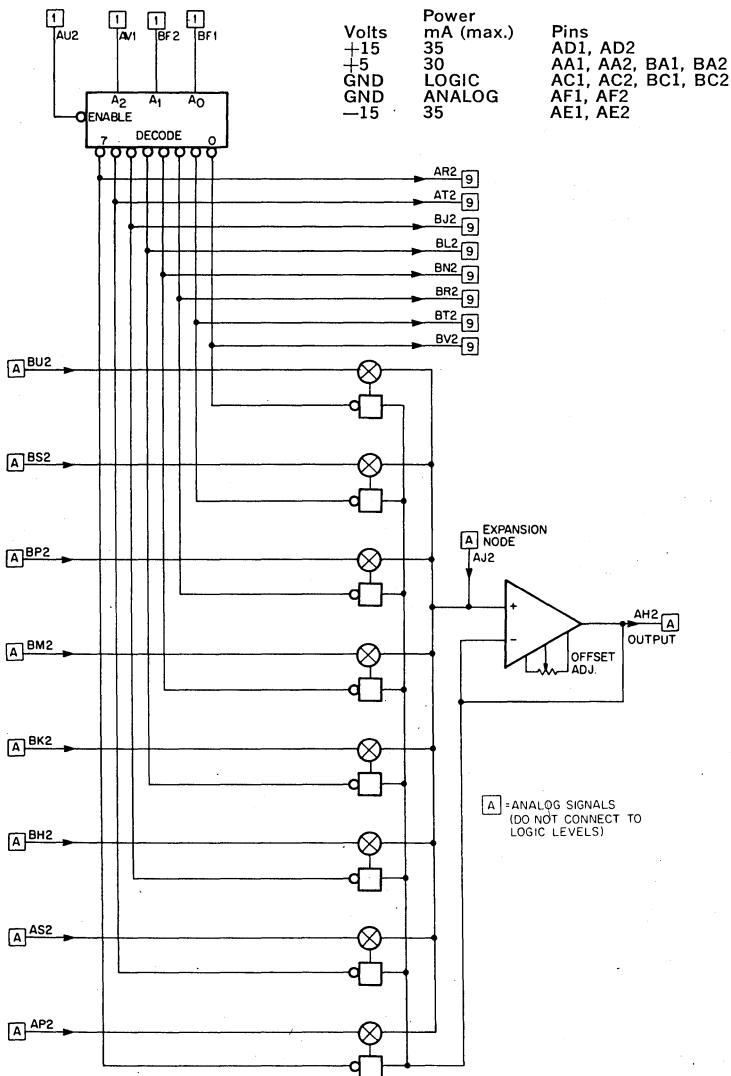 1 1 1 1
AU2 AV1 BF2 BF1
Power
Volts mA (max.) Pins
+15 35 AD1, AD2
+5 30 AA1, AA2, BA1, BA2
GND LOGIC AC1, AC2, BC1, BC2
GND ANALOG AF1, AF2
−15 35 AE1, AE2
A2 A1 A0
ENABLE
DECODE
7 0
AR2 9
AT2 9
BJ2 9
BL2 9
BN2 9
BR2 9
BT2 9
BV2 9
A BU2
A BS2
A BP2
A BM2
A BK2
A BH2
A AS2
A AP2
A EXPANSION
NODE
AJ2
+
−
AH2 A
OUTPUT
OFFSET
ADJ.
A =ANALOG SIGNALS
(DO NOT CONNECT TO
LOGIC LEVELS)